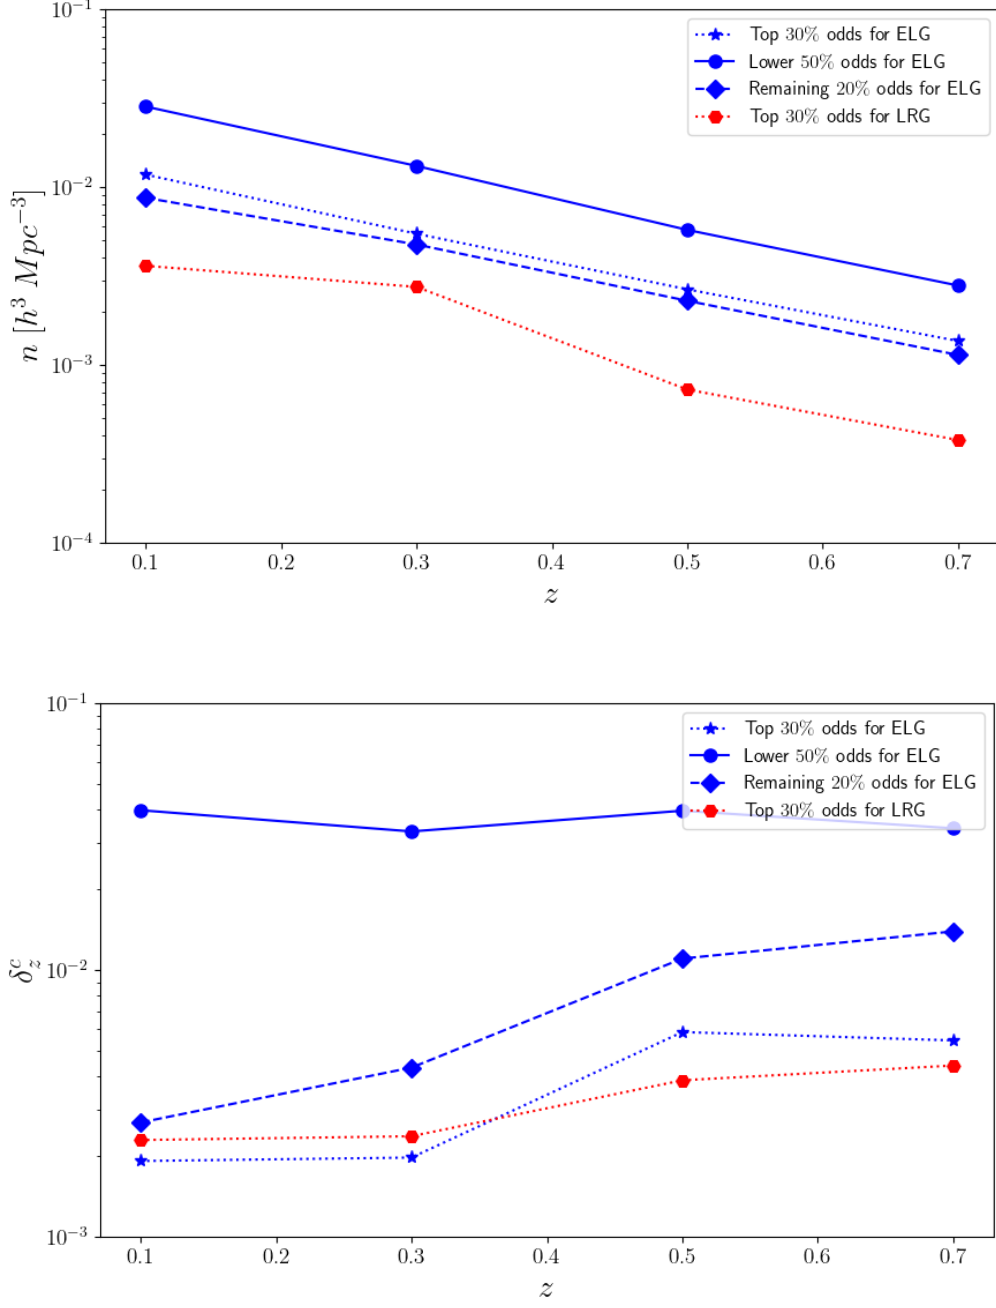 10⁻¹
Top 30% odds for ELG
Lower 50% odds for ELG
Remaining 20% odds for ELG
Top 30% odds for LRG
10⁻²
n [h³ Mpc⁻³]
10⁻³
10⁻⁴
0.1 0.2 0.3 0.4 0.5 0.6 0.7
z
10⁻¹
Top 30% odds for ELG
Lower 50% odds for ELG
Remaining 20% odds for ELG
Top 30% odds for LRG
10⁻²
δ_z^c
10⁻³
0.1 0.2 0.3 0.4 0.5 0.6 0.7
z